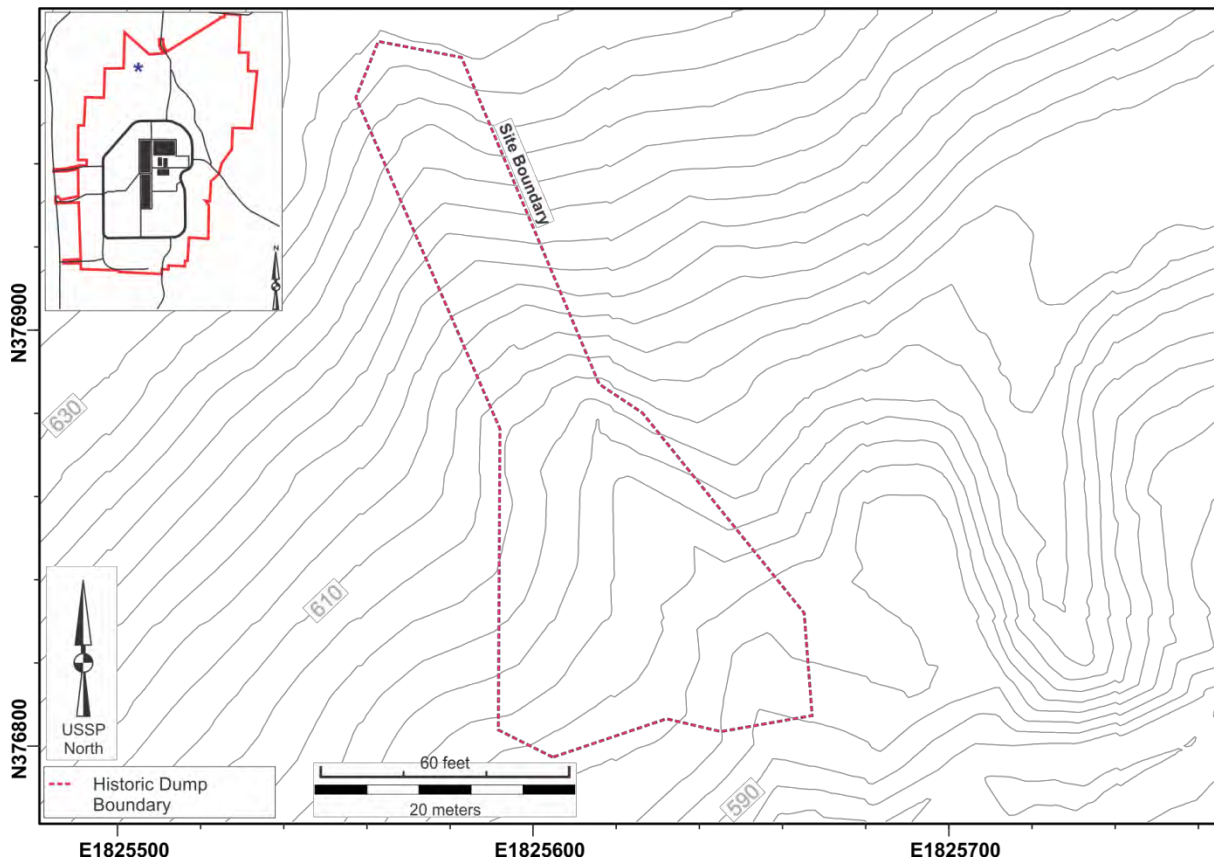 *
z
Site Boundary
N376900
630
610
USSP
North
N376800
Historic Dump
Boundary
60 feet
20 meters
590
E1825500
E1825600
E1825700